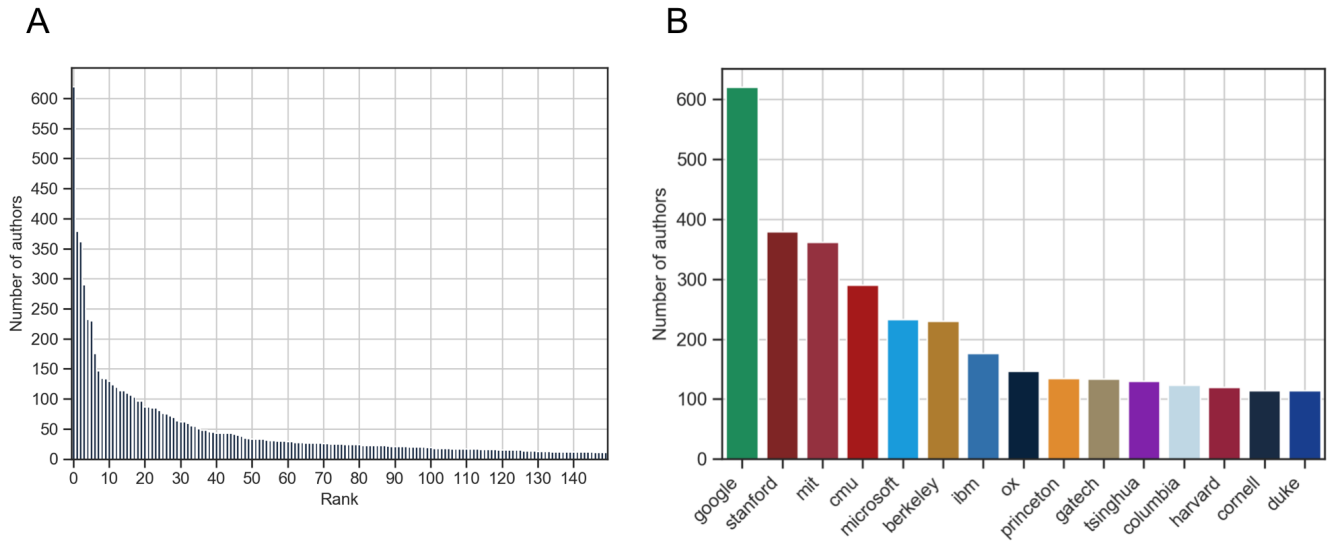 A
Number of authors
600
550
500
450
400
350
300
250
200
150
100
50
0
0 10 20 30 40 50 60 70 80 90 100 110 120 130 140
Rank
B
Number of authors
600
500
400
300
200
100
0
google stanford mit cmu microsoft berkeley ibm ox princeton gatech tsinghua columbia harvard cornell duke